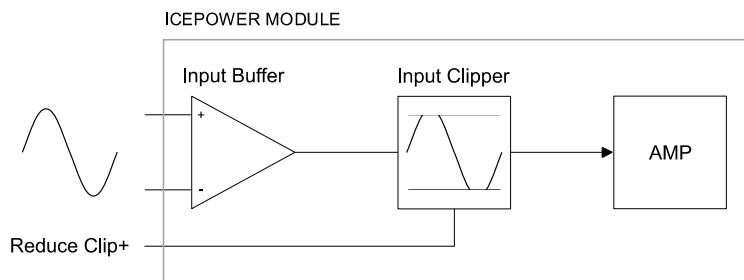 ICEPOWER MODULE
Input Buffer
Input Clipper
+
-
AMP
Reduce Clip+